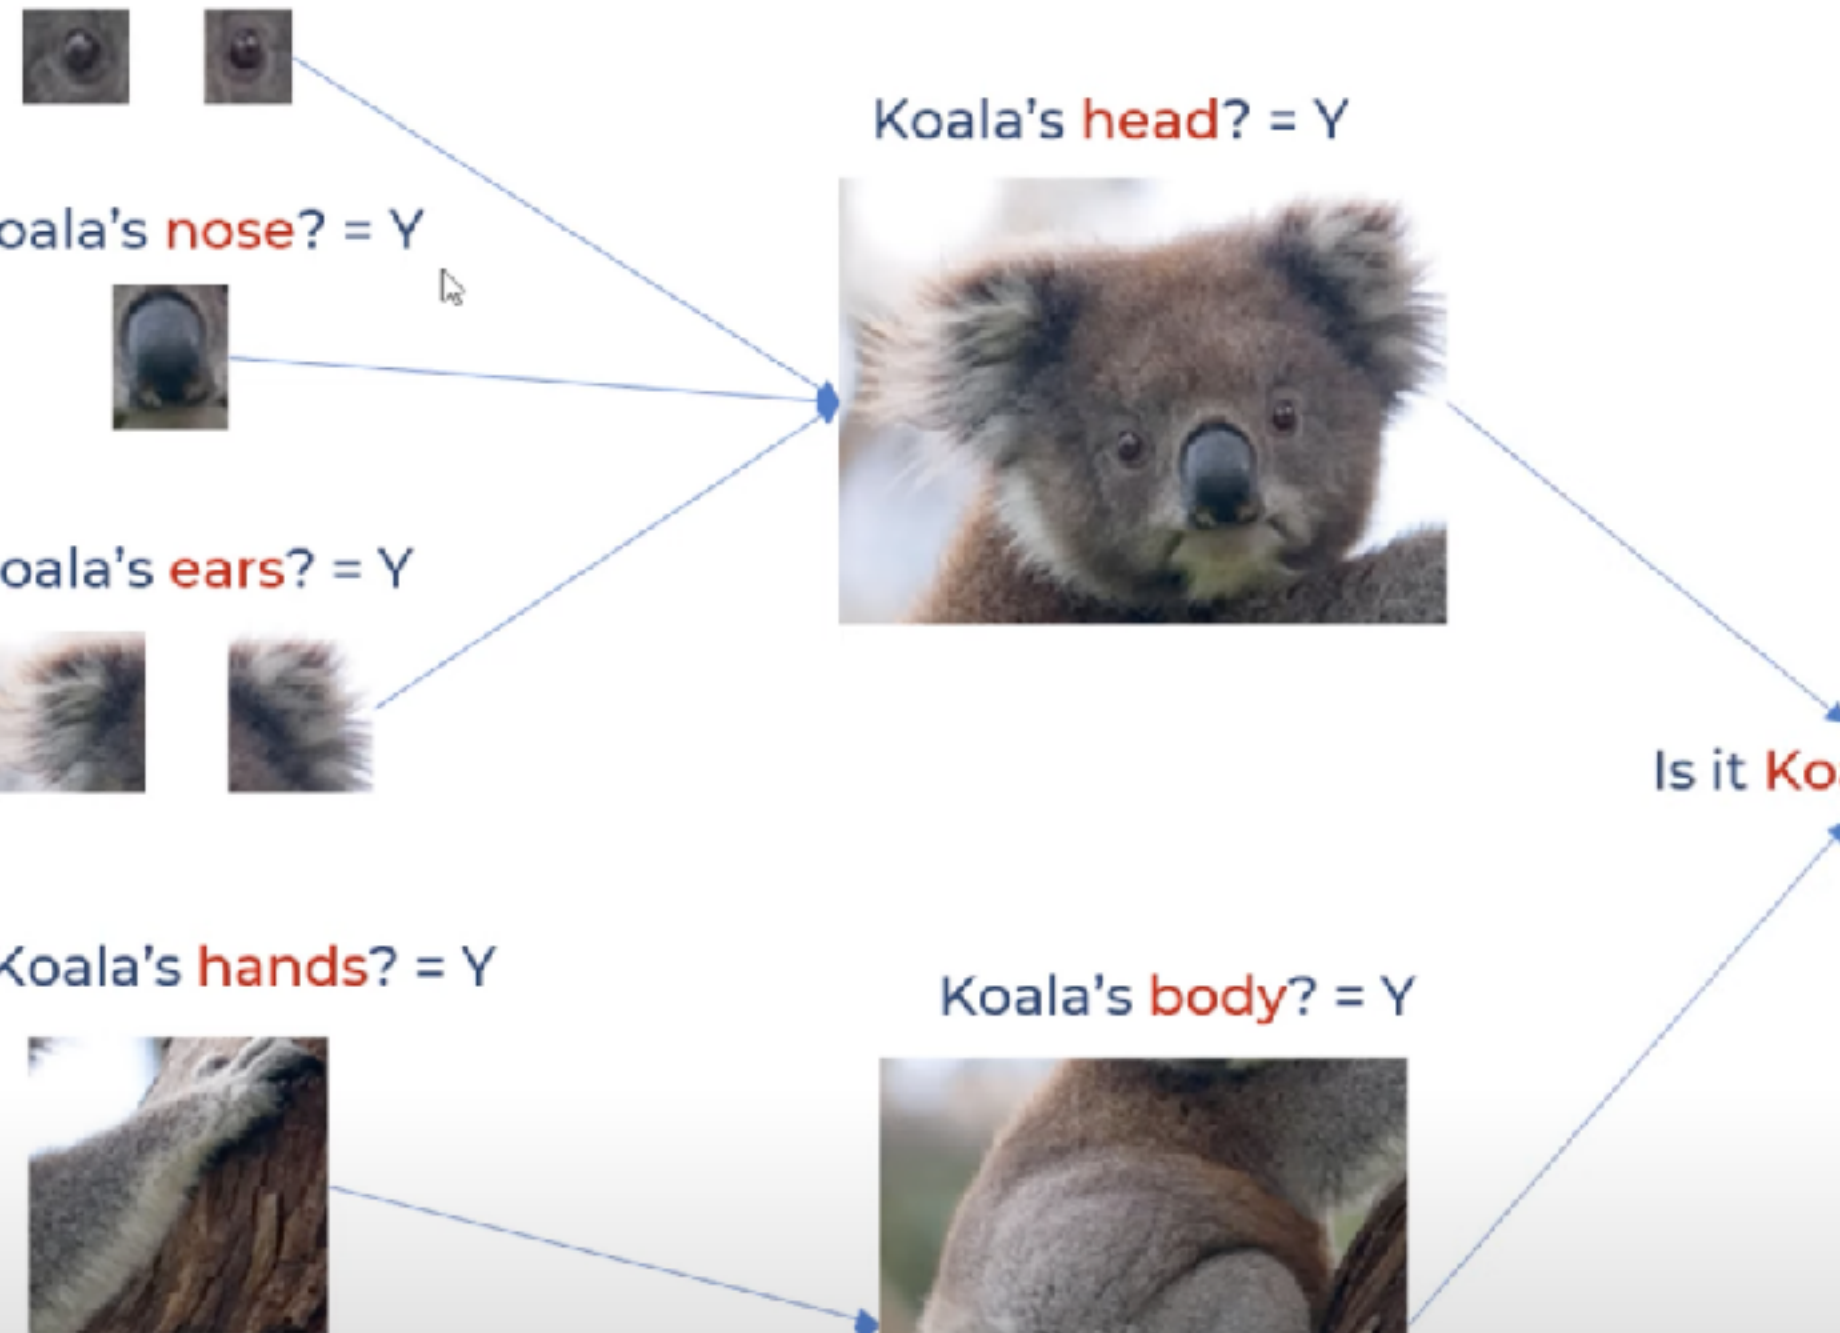 Koala's head? = Y
oala's nose? = Y
oala's ears? = Y
Is it Ko
Koala's hands? = Y
Koala's body? = Y